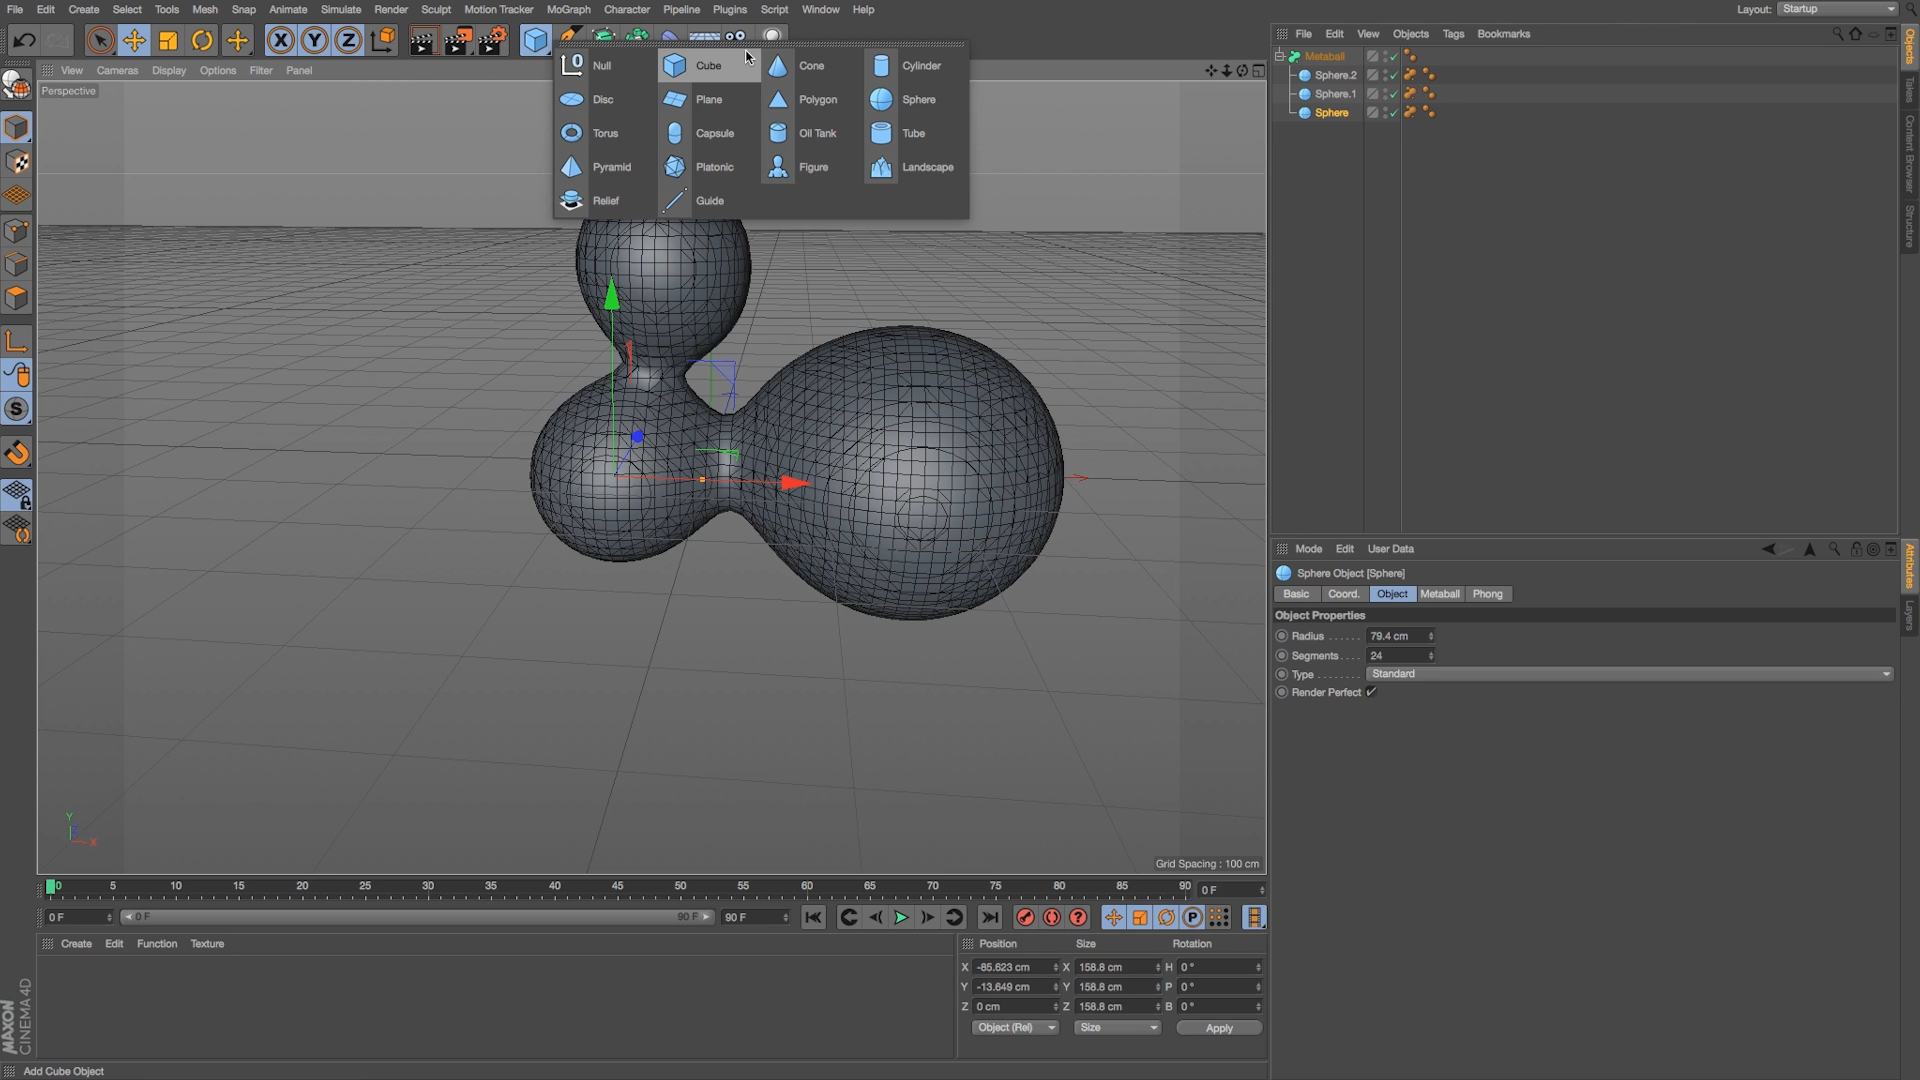 File Edit Create Select Tools Mesh Snap Animate Simulate Render Sculpt Motion Tracker MoGraph Character Pipeline Plugins Script Window Help
Layout: Startup
View Cameras Display Options Filter Panel
Perspective
Null Cube Cone Cylinder
Disc Plane Polygon Sphere
Torus Capsule Oil Tank Tube
Pyramid Platonic Figure Landscape
Relief Guide
X Y Z
File Edit View Objects Tags Bookmarks
Metaball
Sphere.2
Sphere.1
Sphere
Objects
Takes
Content Browser
Structure
Mode Edit User Data
Sphere Object [Sphere]
Basic Coord. Object Metaball Phong
Object Properties
Radius ...... 79.4 cm
Segments.... 24
Type ........ Standard
Render Perfect
Attributes
Layers
Y
X
Grid Spacing : 100 cm
0 5 10 15 20 25 30 35 40 45 50 55 60 65 70 75 80 85 90 0 F
0 F 0 F 90 F 90 F
P
Create Edit Function Texture
Position Size Rotation
X -85.623 cm X 158.8 cm H 0 °
Y -13.649 cm Y 158.8 cm P 0 °
Z 0 cm Z 158.8 cm B 0 °
Object (Rel) Size Apply
MAXON
CINEMA 4D
Add Cube Object